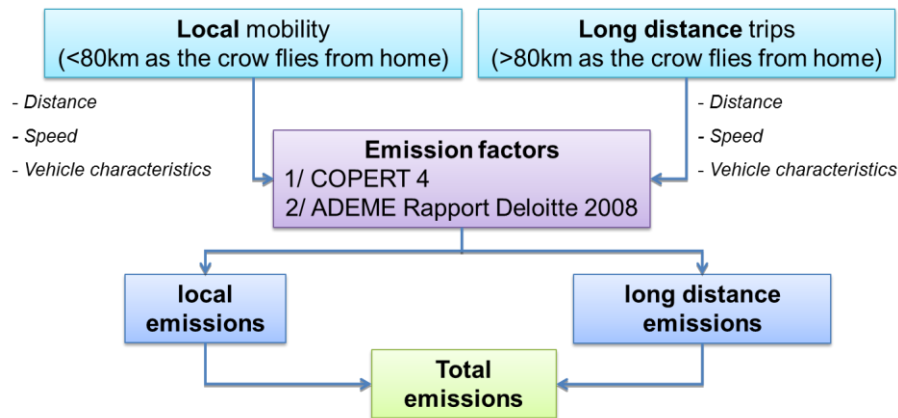 Local mobility
(<80km as the crow flies from home)
Long distance trips
(>80km as the crow flies from home)
- Distance
- Speed
- Vehicle characteristics
- Distance
- Speed
- Vehicle characteristics
Emission factors
1/ COPERT 4
2/ ADEME Rapport Deloitte 2008
local
emissions
long distance
emissions
Total
emissions